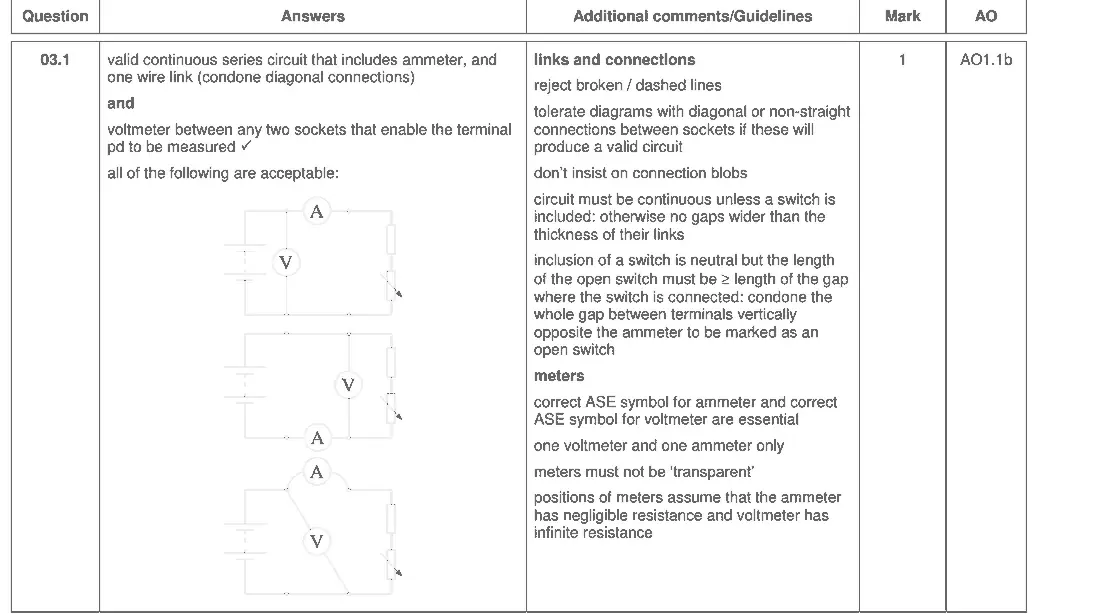 Question Answers Additional comments/Guidelines Mark AO
03.1
valid continuous series circuit that includes ammeter, and
one wire link (condone diagonal connections)
and
voltmeter between any two sockets that enable the terminal
pd to be measured ✓
all of the following are acceptable:
A
V
V
A
A
V
links and connections
reject broken / dashed lines
tolerate diagrams with diagonal or non-straight
connections between sockets if these will
produce a valid circuit
don't insist on connection blobs
circuit must be continuous unless a switch is
included: otherwise no gaps wider than the
thickness of their links
inclusion of a switch is neutral but the length
of the open switch must be ≥ length of the gap
where the switch is connected: condone the
whole gap between terminals vertically
opposite the ammeter to be marked as an
open switch
meters
correct ASE symbol for ammeter and correct
ASE symbol for voltmeter are essential
one voltmeter and one ammeter only
meters must not be 'transparent'
positions of meters assume that the ammeter
has negligible resistance and voltmeter has
infinite resistance
1
AO1.1b